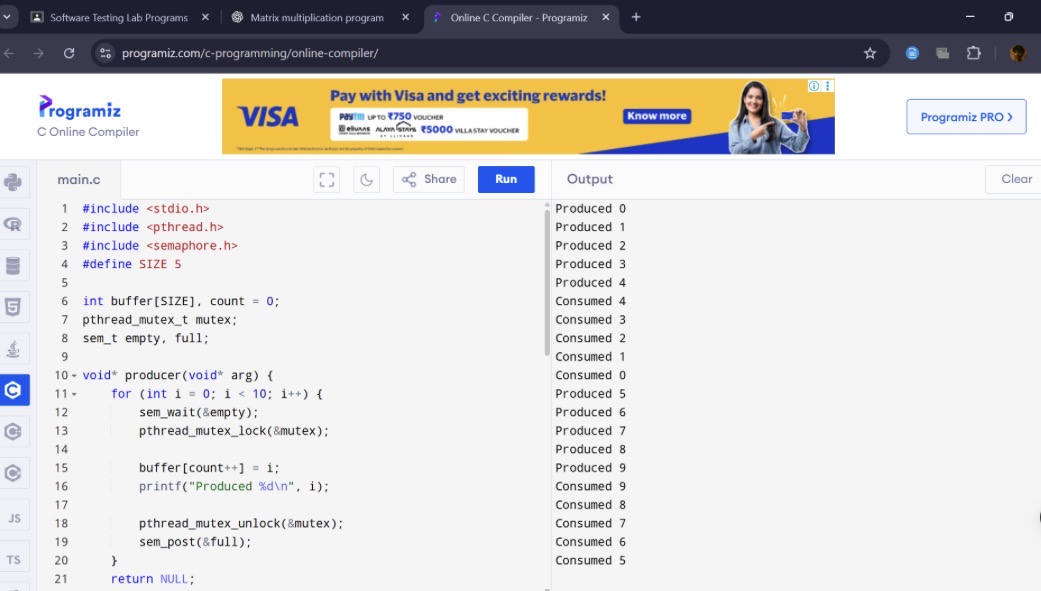 Software Testing Lab Programs
Matrix multiplication program
Online C Compiler - Programiz
programiz.com/c-programming/online-compiler/
Programiz
C Online Compiler
VISA
Pay with Visa and get exciting rewards!
paytm UP TO ₹750 VOUCHER
elivaas ALAYA STAYS ₹5000 VILLA STAY VOUCHER
BY ELIVAAS
Know more
Programiz PRO >
main.c
Share
Run
Output
Clear
1 #include <stdio.h>
2 #include <pthread.h>
3 #include <semaphore.h>
4 #define SIZE 5
5
6 int buffer[SIZE], count = 0;
7 pthread_mutex_t mutex;
8 sem_t empty, full;
9
10 void* producer(void* arg) {
11 for (int i = 0; i < 10; i++) {
12 sem_wait(&empty);
13 pthread_mutex_lock(&mutex);
14
15 buffer[count++] = i;
16 printf("Produced %d\n", i);
17
18 pthread_mutex_unlock(&mutex);
19 sem_post(&full);
20 }
21 return NULL;
Produced 0
Produced 1
Produced 2
Produced 3
Produced 4
Consumed 4
Consumed 3
Consumed 2
Consumed 1
Consumed 0
Produced 5
Produced 6
Produced 7
Produced 8
Produced 9
Consumed 9
Consumed 8
Consumed 7
Consumed 6
Consumed 5
JS
TS